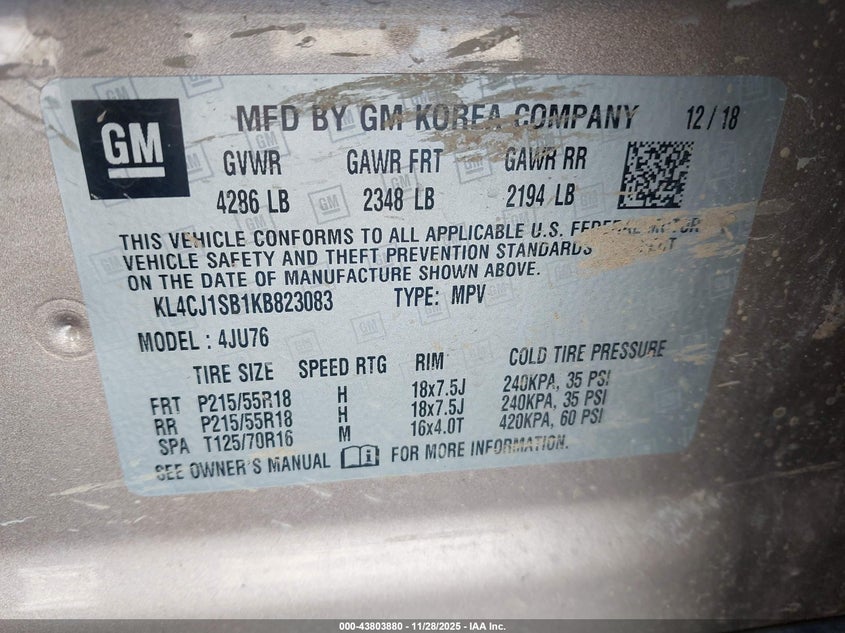 GM
MFD BY GM KOREA COMPANY 12 / 18
GVWR GAWR FRT GAWR RR
4286 LB 2348 LB 2194 LB
THIS VEHICLE CONFORMS TO ALL APPLICABLE U.S. FEDERAL MOTOR
VEHICLE SAFETY AND THEFT PREVENTION STANDARDS
ON THE DATE OF MANUFACTURE SHOWN ABOVE.
KL4CJ1SB1KB823083 TYPE: MPV
MODEL : 4JU76
TIRE SIZE SPEED RTG RIM COLD TIRE PRESSURE
FRT P215/55R18 H 18x7.5J 240KPA, 35 PSI
RR P215/55R18 H 18x7.5J 240KPA, 35 PSI
SPA T125/70R16 M 16x4.0T 420KPA, 60 PSI
SEE OWNER'S MANUAL FOR MORE INFORMATION.
000-43803880 | 11/28/2025 - IAA Inc.